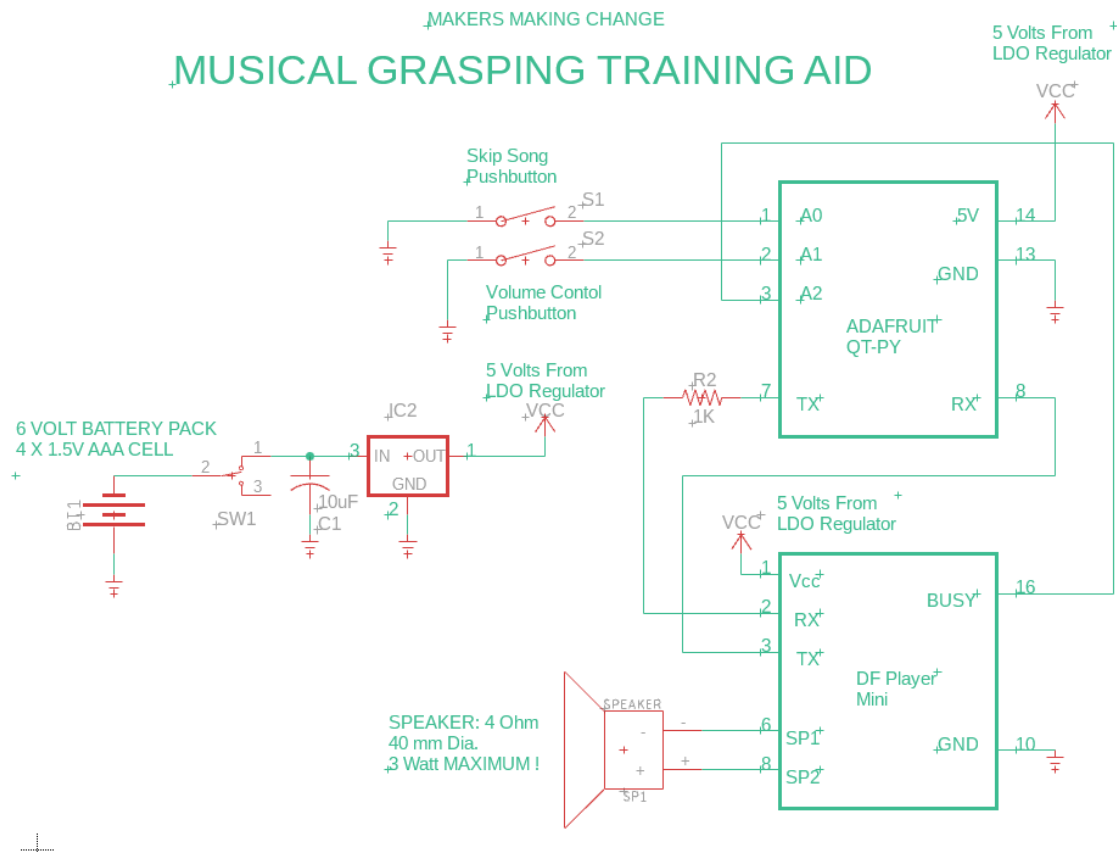 MAKERS MAKING CHANGE
MUSICAL GRASPING TRAINING AID
5 Volts From
LDO Regulator
VCC
Skip Song
Pushbutton
S1
1
2
S2
1
2
Volume Contol
Pushbutton
1
A0
2
A1
3
A2
5V
14
GND
13
ADAFRUIT
QT-PY
7
TX
RX
8
R2
1K
5 Volts From
LDO Regulator
VCC
6 VOLT BATTERY PACK
4 X 1.5V AAA CELL
2
1
3
SW1
10uF
C1
IC2
3
IN
OUT
1
GND
2
5 Volts From
LDO Regulator
VCC
1
Vcc
2
RX
3
TX
BUSY
16
DF Player
Mini
6
SP1
8
SP2
GND
10
SPEAKER: 4 Ohm
40 mm Dia.
3 Watt MAXIMUM !
SPEAKER
-
-
+
+
SP1